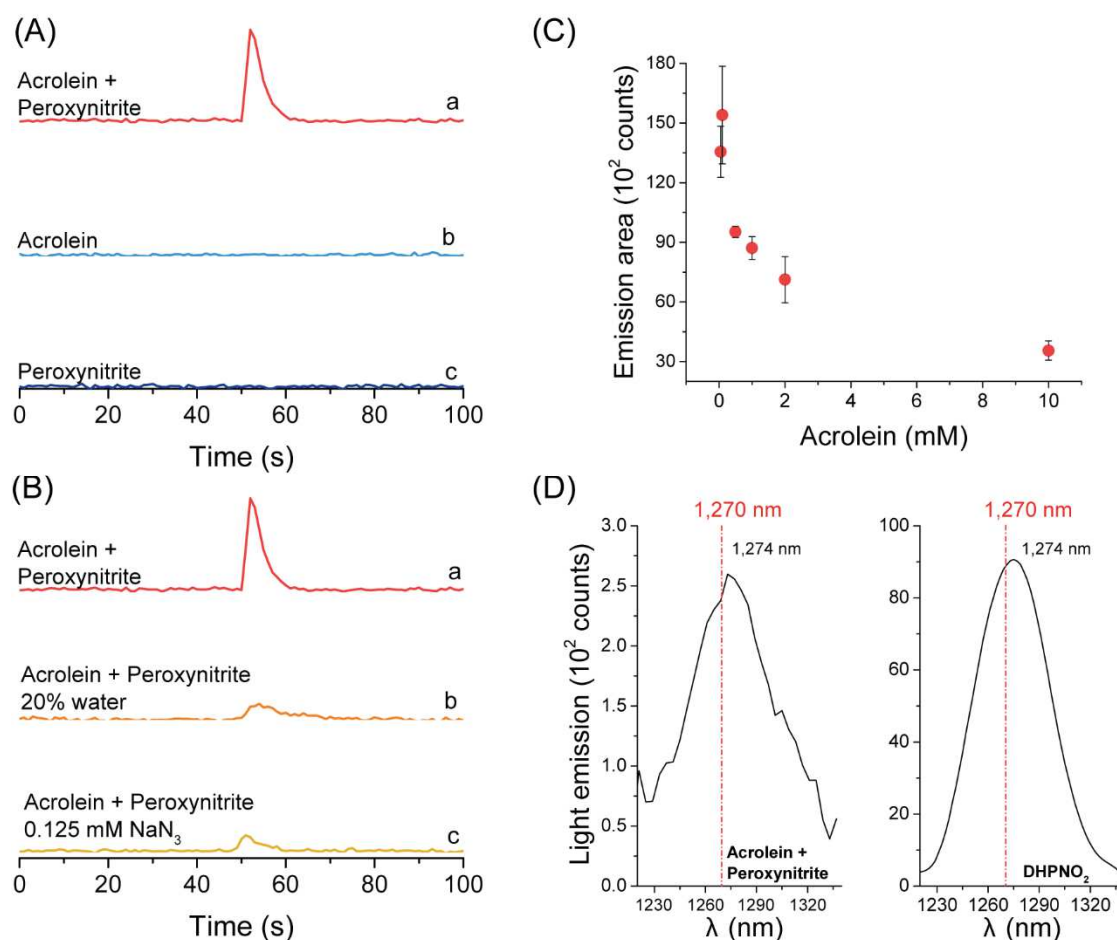 (A)
Acrolein +
Peroxynitrite
a
Acrolein
b
Peroxynitrite
c
0 20 40 60 80 100
Time (s)
(B)
Acrolein +
Peroxynitrite
a
Acrolein + Peroxynitrite
20% water
b
Acrolein + Peroxynitrite
0.125 mM NaN₃
c
0 20 40 60 80 100
Time (s)
(C)
180
150
120
90
60
30
Emission area (10² counts)
0 2 4 6 8 10
Acrolein (mM)
(D)
1,270 nm
1,274 nm
3.0
2.5
2.0
1.5
1.0
0.5
0.0
Light emission (10² counts)
Acrolein +
Peroxynitrite
1230 1260 1290 1320
λ (nm)
1,270 nm
1,274 nm
100
80
60
40
20
0
DHPNO₂
1230 1260 1290 1320
λ (nm)